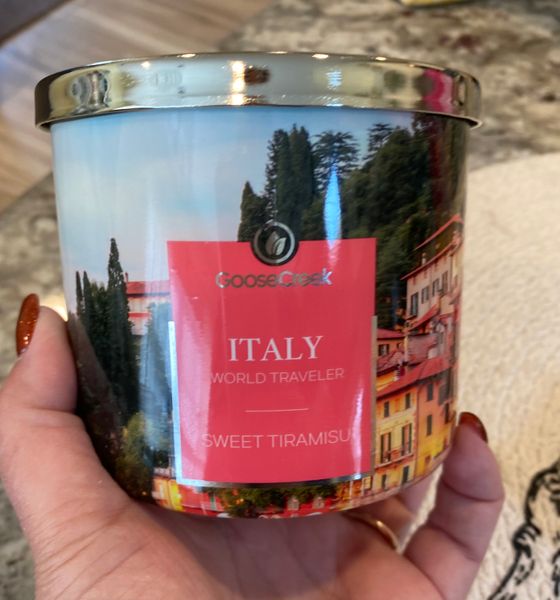 GooseCreek
ITALY
WORLD TRAVELER
SWEET TIRAMISU